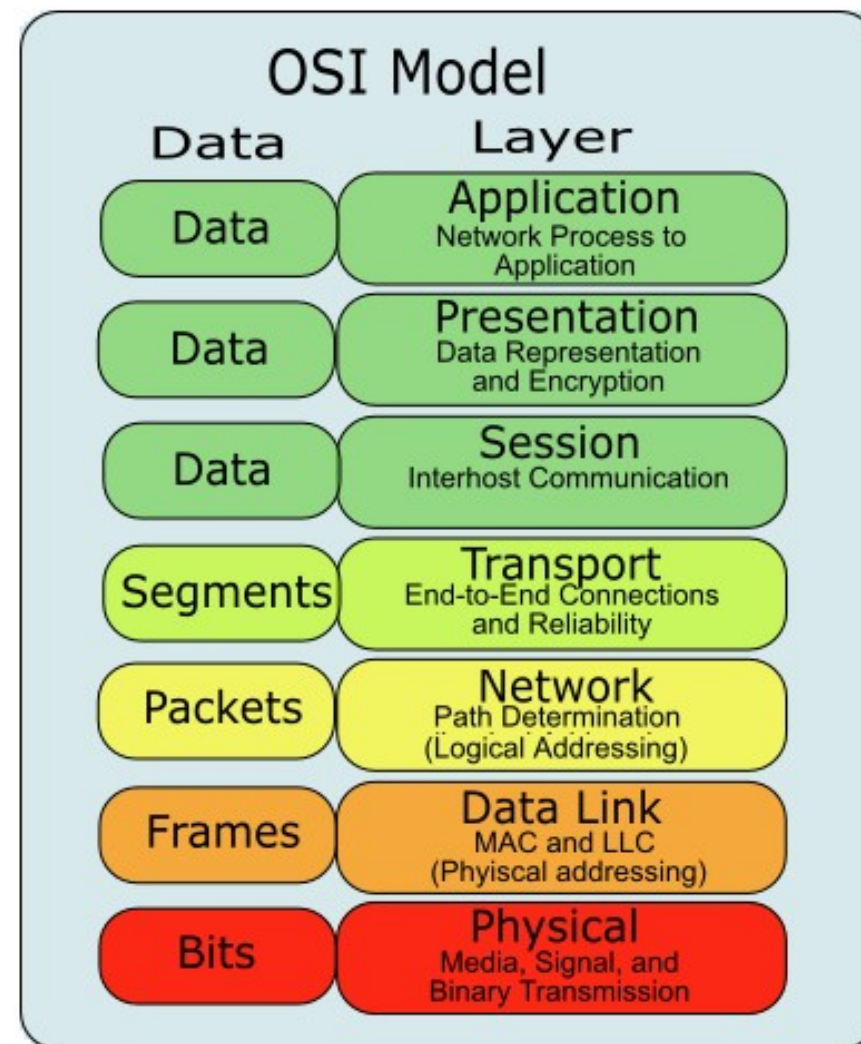 OSI Model
Data Layer
Data
Application
Network Process to
Application
Data
Presentation
Data Representation
and Encryption
Data
Session
Interhost Communication
Segments
Transport
End-to-End Connections
and Reliability
Packets
Network
Path Determination
(Logical Addressing)
Frames
Data Link
MAC and LLC
(Phyiscal addressing)
Bits
Physical
Media, Signal, and
Binary Transmission